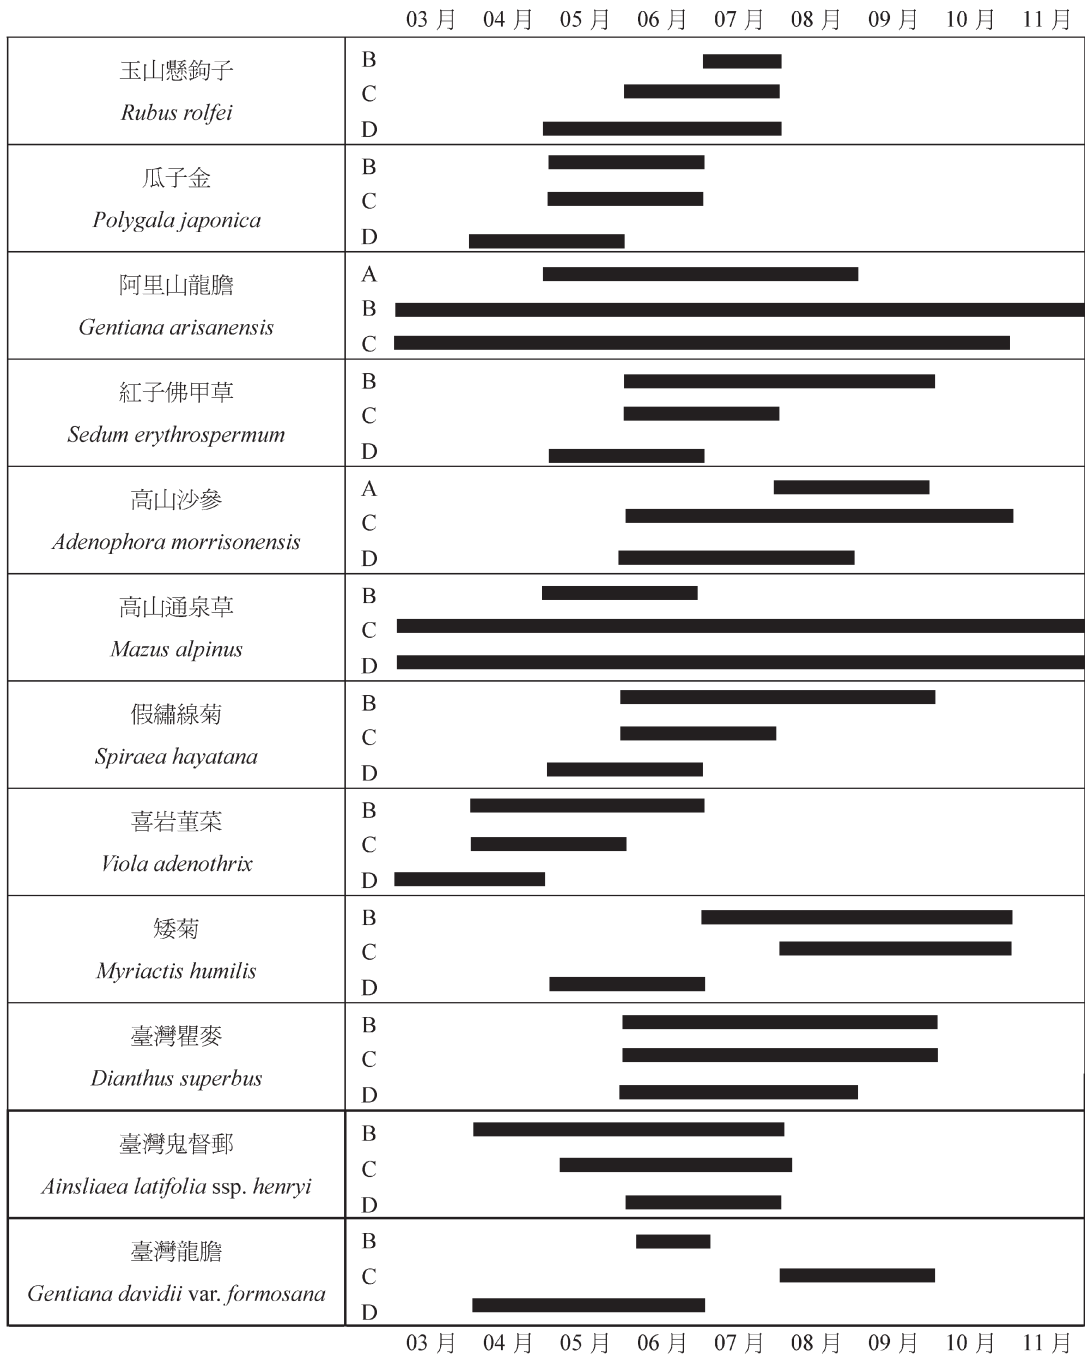 03 月 04 月 05 月 06 月 07 月 08 月 09 月 10 月 11 月
玉山懸鉤子
Rubus rolfei
B
C
D
瓜子金
Polygala japonica
B
C
D
阿里山龍膽
Gentiana arisanensis
A
B
C
紅子佛甲草
Sedum erythrospermum
B
C
D
高山沙參
Adenophora morrisonensis
A
C
D
高山通泉草
Mazus alpinus
B
C
D
假繡線菊
Spiraea hayatana
B
C
D
喜岩菫菜
Viola adenothrix
B
C
D
矮菊
Myriactis humilis
B
C
D
臺灣瞿麥
Dianthus superbus
B
C
D
臺灣鬼督郵
Ainsliaea latifolia ssp. henryi
B
C
D
臺灣龍膽
Gentiana davidii var. formosana
B
C
D
03 月 04 月 05 月 06 月 07 月 08 月 09 月 10 月 11 月